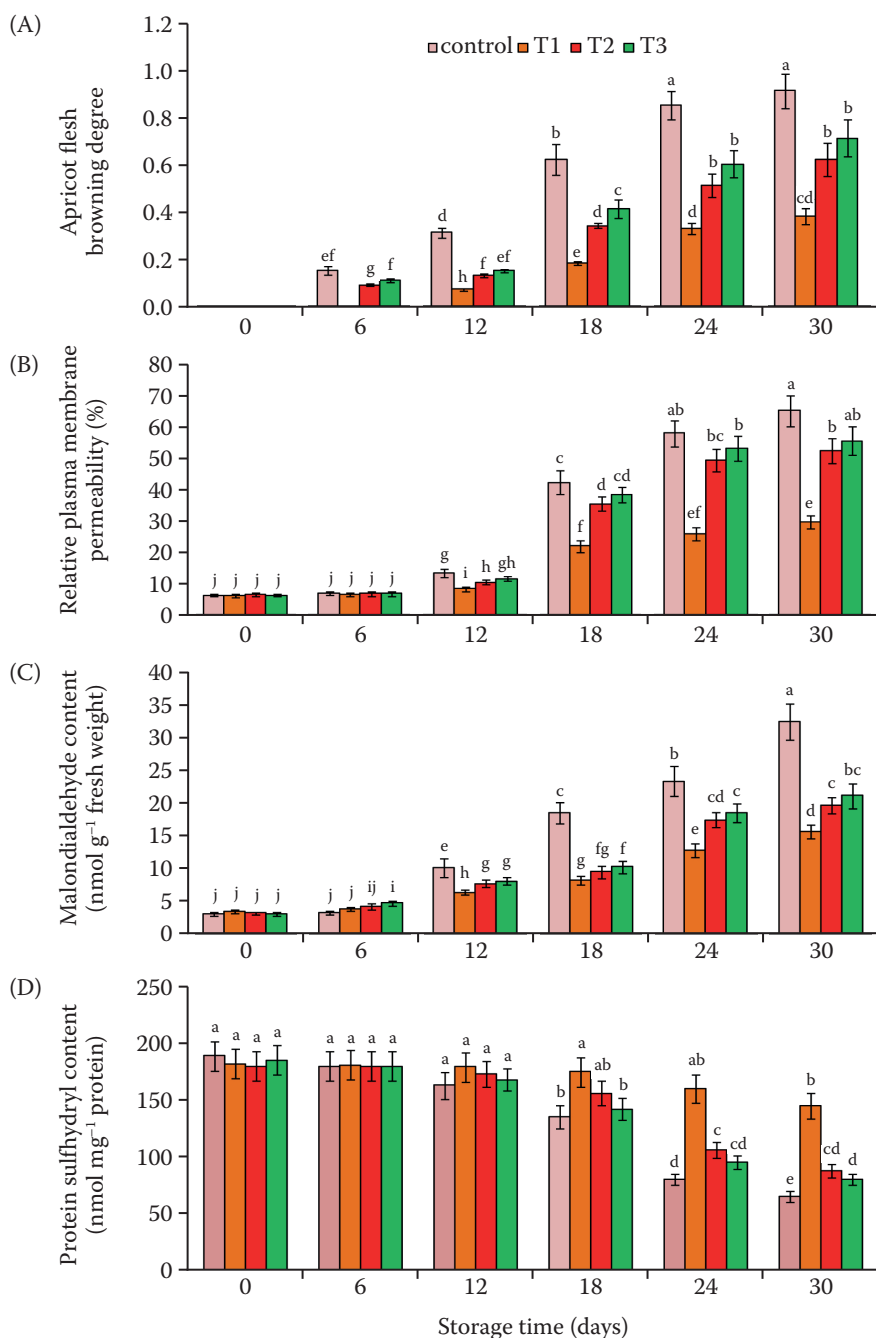 (A)
Apricot flesh
browning degree
control T1 T2 T3
1.2
1.0
0.8
0.6
0.4
0.2
0.0
ef g f
d h f ef
b e d c
a d b b
a cd b b
0 6 12 18 24 30
(B)
Relative plasma membrane
permeability (%)
80
70
60
50
40
30
20
10
0
j j j j
j j j j
g i h gh
c f d cd
ab ef bc b
a e b ab
0 6 12 18 24 30
(C)
Malondialdehyde content
(nmol g⁻¹ fresh weight)
40
35
30
25
20
15
10
5
0
j j j j
j j ij i
e h g g
c g fg f
b e cd c
a d c bc
0 6 12 18 24 30
(D)
Protein sulfhydryl content
(nmol mg⁻¹ protein)
250
200
150
100
50
0
a a a a
a a a a
a a a a
b a ab b
d ab c cd
e b cd d
0 6 12 18 24 30
Storage time (days)